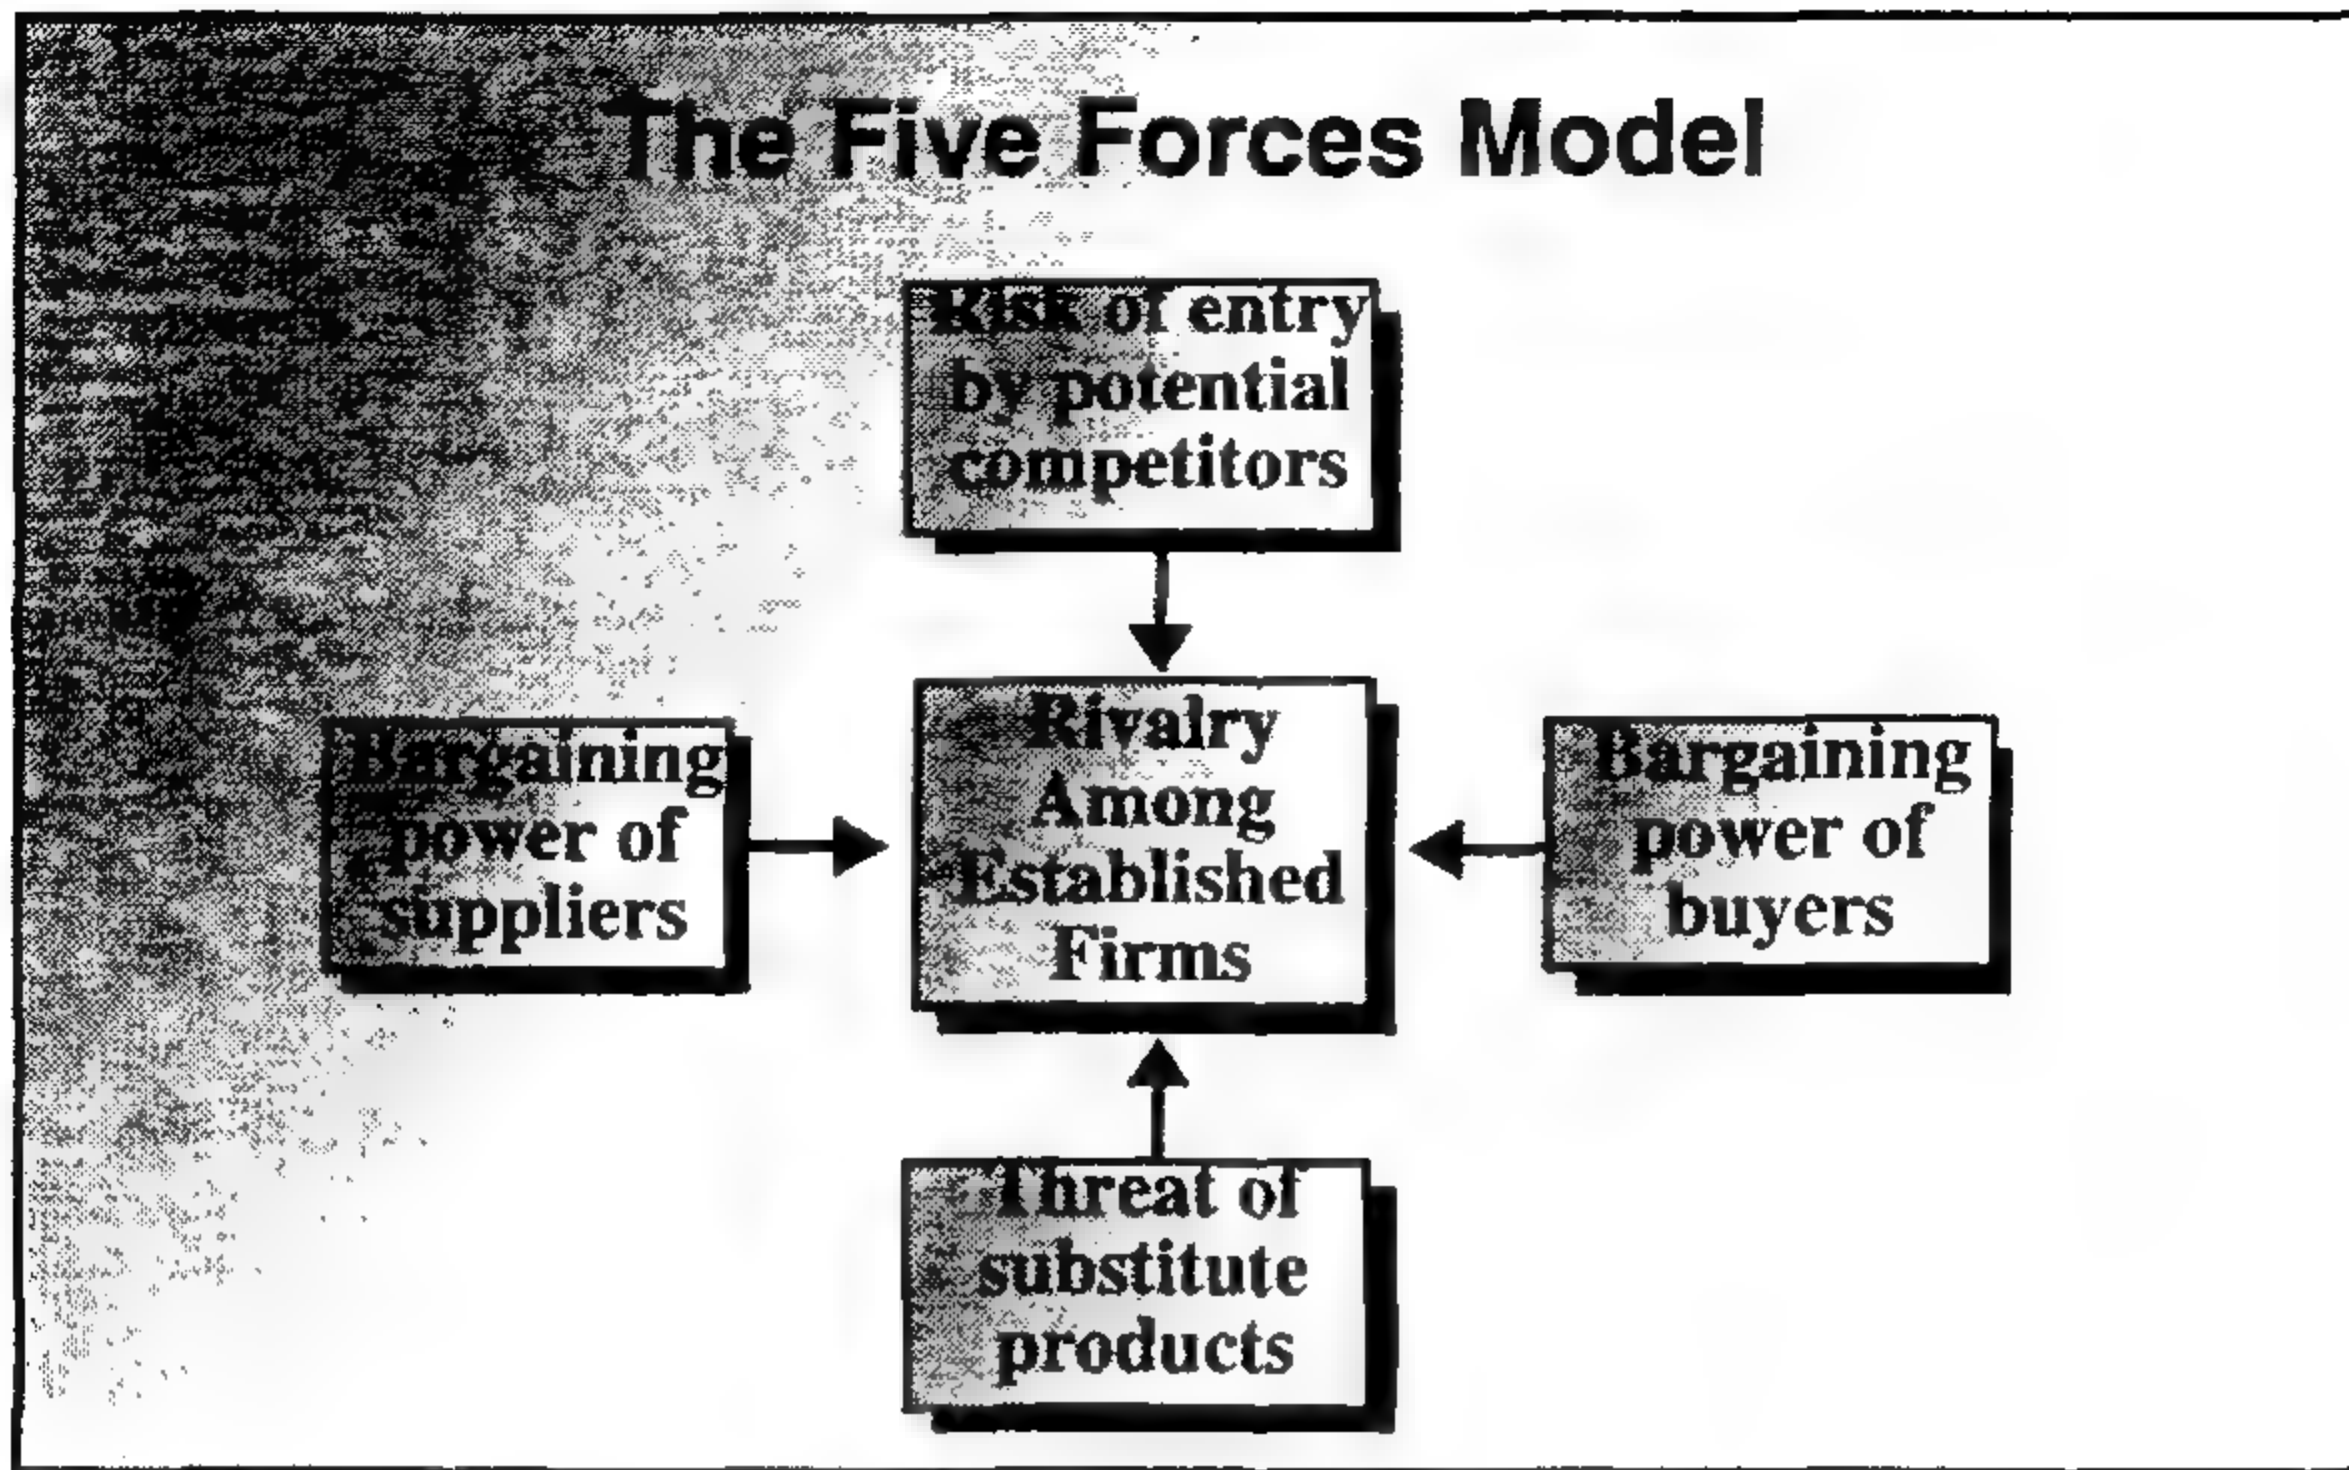 The Five Forces Model
Risk of entry
by potential
competitors
Bargaining
power of
suppliers
Rivalry
Among
Established
Firms
Bargaining
power of
buyers
Threat of
substitute
products